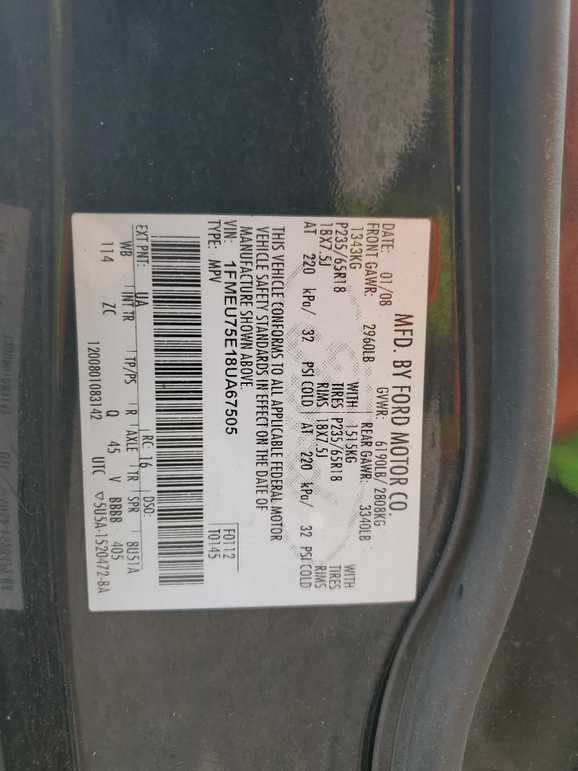 MFD. BY FORD MOTOR CO.
DATE: 01/08 GVWR: 6190LB/ 2808KG
FRONT GAWR: 2960LB REAR GAWR: 3340LB
1343KG WITH 1515KG WITH
P235/65R18 TIRES P235/65R18 TIRES
18X7.5J RIMS 18X7.5J RIMS
AT 220 kPa/ 32 PSI COLD AT 220 kPa/ 32 PSI COLD
THIS VEHICLE CONFORMS TO ALL APPLICABLE FEDERAL MOTOR
VEHICLE SAFETY STANDARDS IN EFFECT ON THE DATE OF
MANUFACTURE SHOWN ABOVE.
VIN: 1FMEU75E18UA67505 F0112
TYPE: MPV T0145
EXT PNT: UA RC: 16 DSO:
WB INT TR TP/PS R AXLE TR SPR BU51A
114 ZC Q 45 V BBBB 405
1200801083142 UTC ▽5U5A-1520472-BA